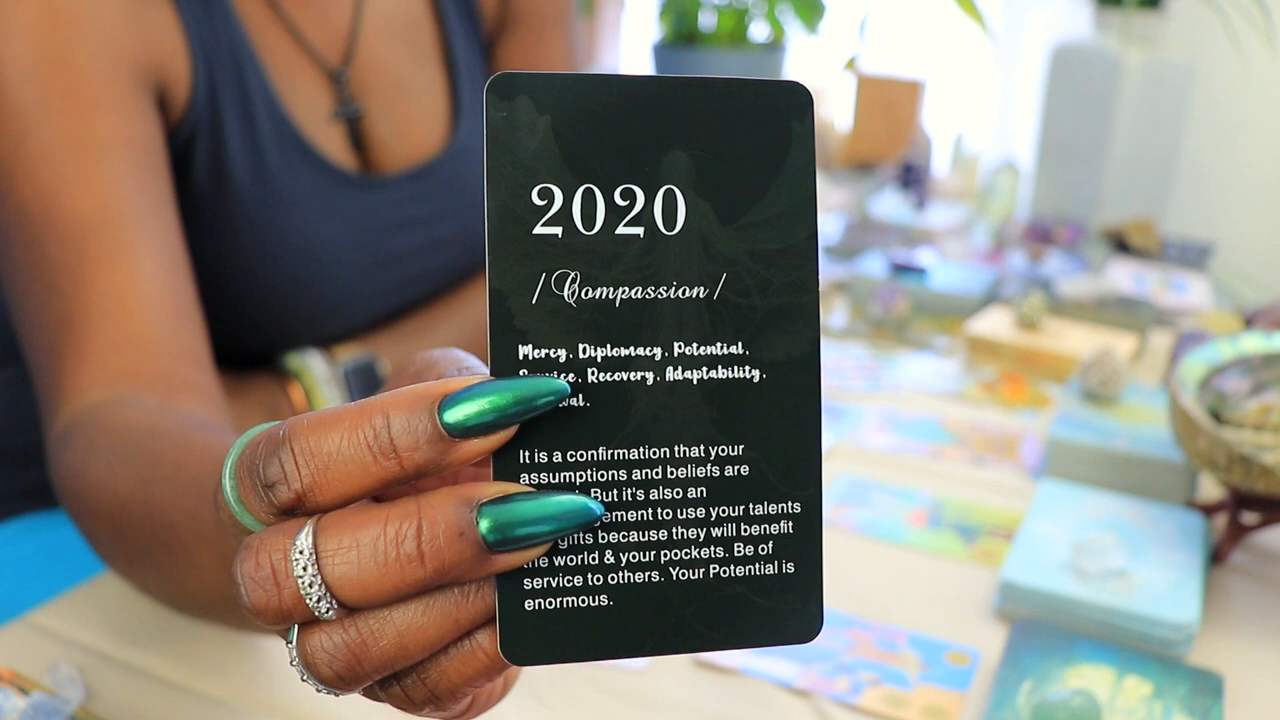 2020
/Compassion/
Mercy, Diplomacy, Potential,
Recovery, Adaptability,
It is a confirmation that your
assumptions and beliefs are
But it's also an
to use your talents
gifts because they will benefit
the world & your pockets. Be of
service to others. Your Potential is
enormous.